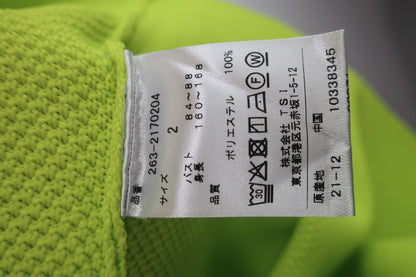 品番 263-2170204
サイズ 2
バスト 84〜88
身長 160〜168
品質
ポリエステル 100%
30
F
W
株式会社 TSI
東京都港区元赤坂1-5-12
原産地 中国
21-12 10338345